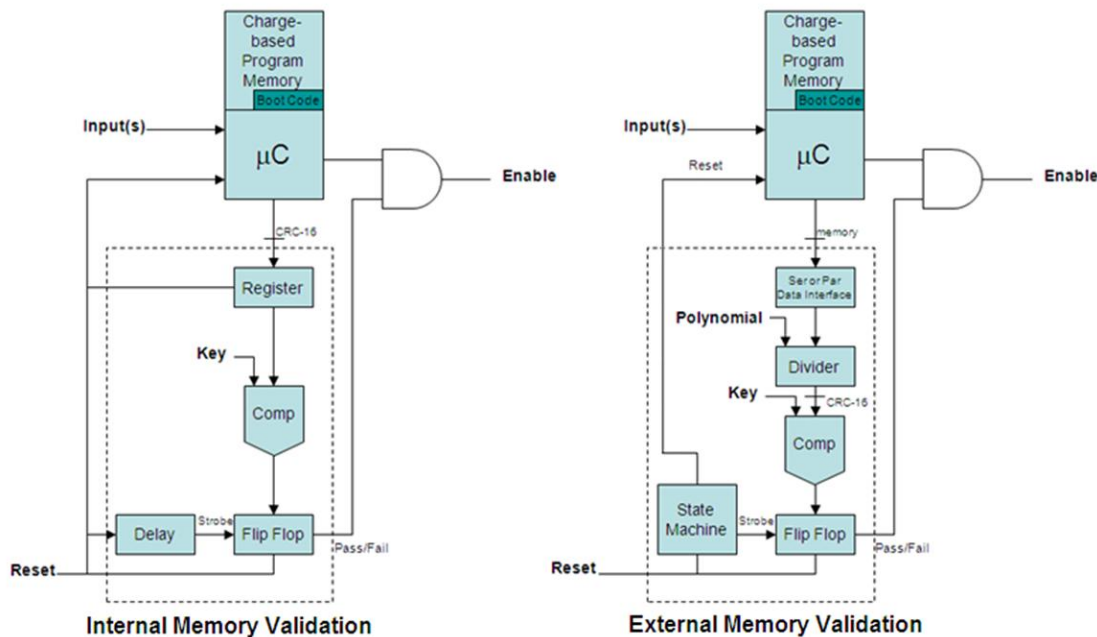 Charge-
based
Program
Memory
Boot Code
Input(s)
μC
Enable
CRC-16
Register
Key
Comp
Delay
Strobe
Flip Flop
Pass/Fail
Reset
Internal Memory Validation
Charge-
based
Program
Memory
Boot Code
Input(s)
μC
Reset
Enable
memory
Ser or Par
Data Interface
Polynomial
Divider
Key
CRC-16
Comp
State
Machine
Strobe
Flip Flop
Pass/Fail
Reset
External Memory Validation